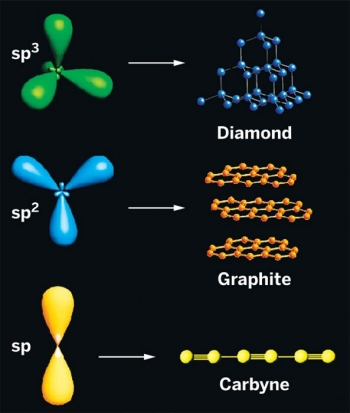 sp³
Diamond
sp²
Graphite
sp
Carbyne